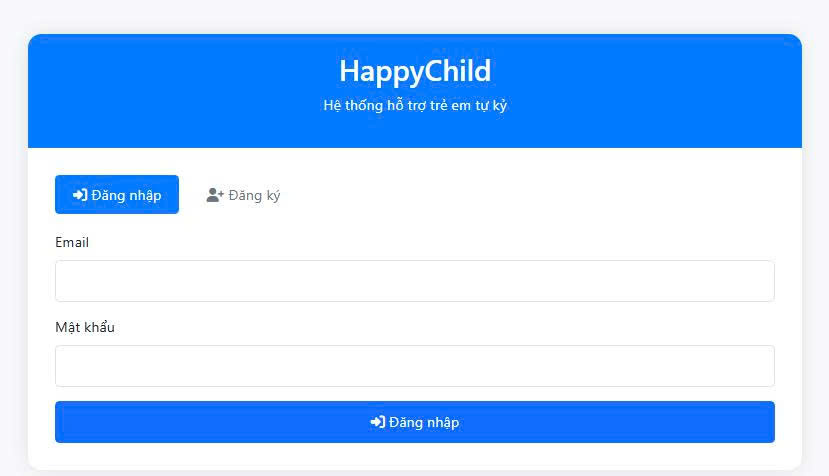 HappyChild
Hệ thống hỗ trợ trẻ em tự kỷ
Đăng nhập
Đăng ký
Email
Mật khẩu
Đăng nhập